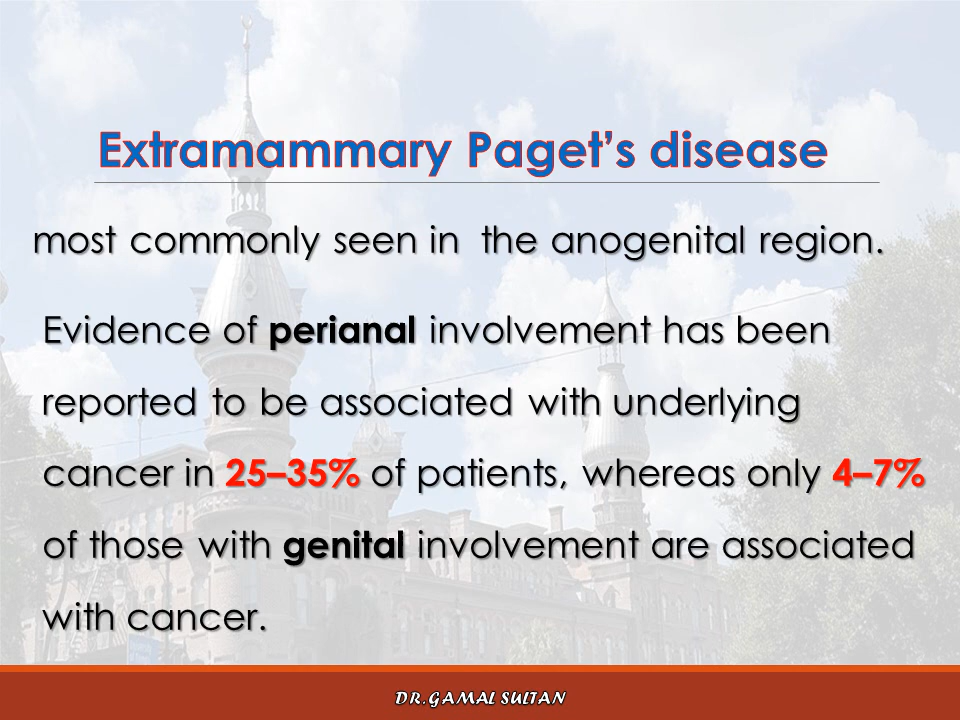 Extramammary Paget's disease
most commonly seen in the anogenital region.
Evidence of perianal involvement has been
reported to be associated with underlying
cancer in 25–35% of patients, whereas only 4–7%
of those with genital involvement are associated
with cancer.
DR.GAMAL SULTAN